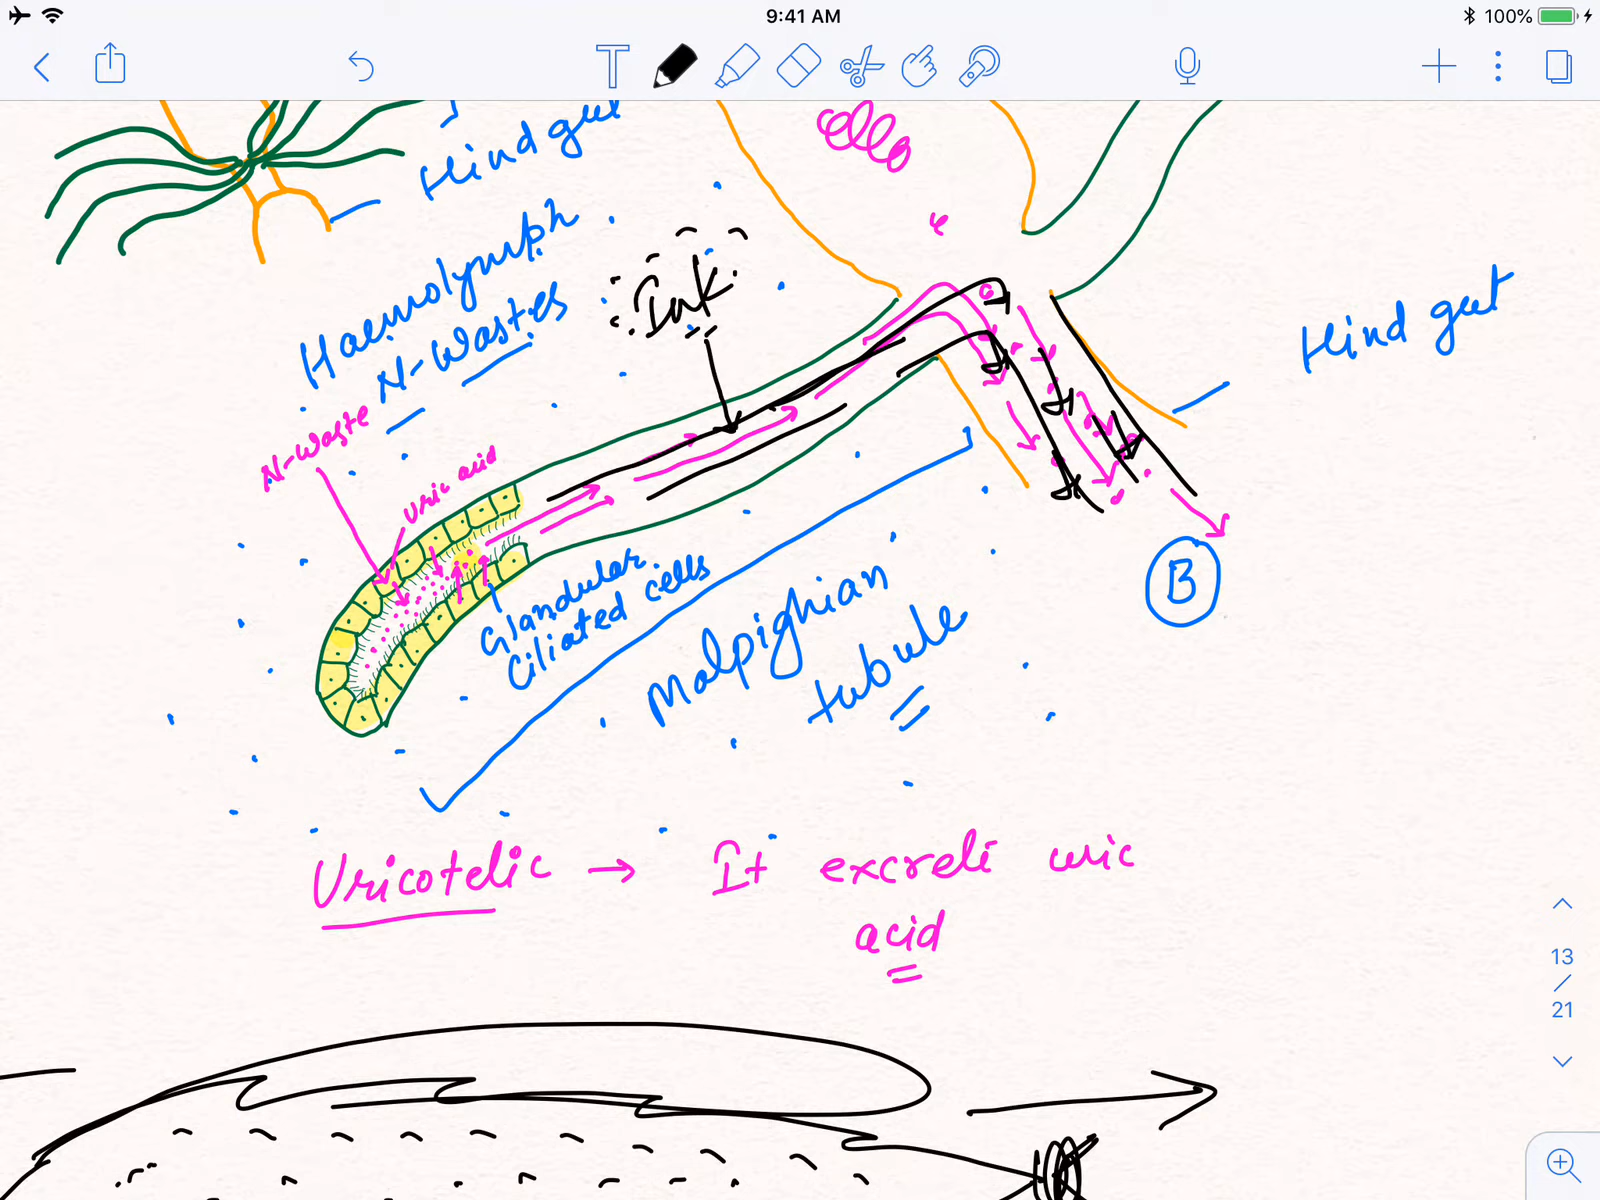 9:41 AM
100%
T
Hind gut
Haemolymph
N-Wastes
Ink
Hind gut
N-Waste
Uric acid
Glandular
Ciliated cells
Malpighian
tubule
B
Uricotelic → It excreti uric
acid
13
/
21